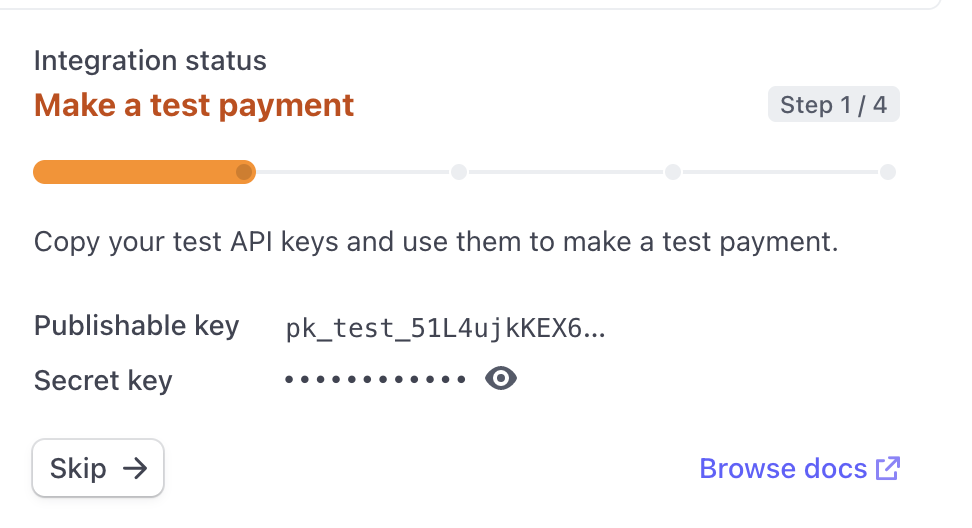 Integration status
Make a test payment
Step 1 / 4
Copy your test API keys and use them to make a test payment.
Publishable key pk_test_51L4ujkKEX6...
Secret key ••••••••••••
Skip →
Browse docs